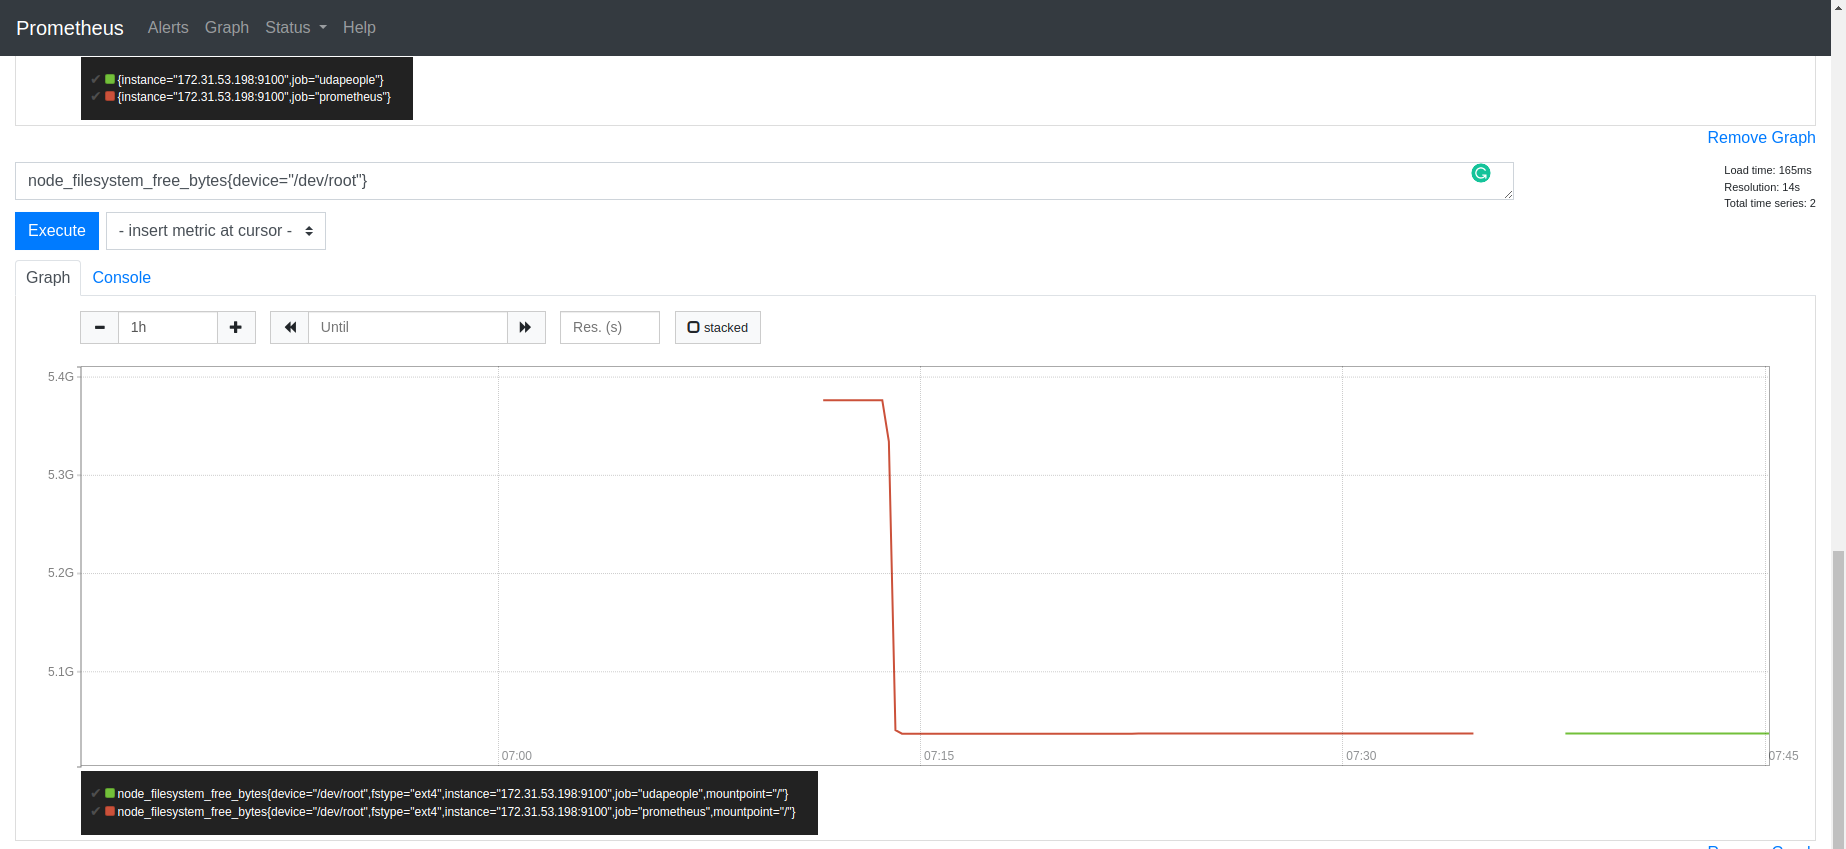 Prometheus Alerts Graph Status Help
{instance="172.31.53.198:9100",job="udapeople"}
{instance="172.31.53.198:9100",job="prometheus"}
Remove Graph
node_filesystem_free_bytes{device="/dev/root"}
Load time: 165ms
Resolution: 14s
Total time series: 2
Execute - insert metric at cursor -
Graph Console
1h Until Res. (s) stacked
5.4G
5.3G
5.2G
5.1G
07:00 07:15 07:30 07:45
node_filesystem_free_bytes{device="/dev/root",fstype="ext4",instance="172.31.53.198:9100",job="udapeople",mountpoint="/"}
node_filesystem_free_bytes{device="/dev/root",fstype="ext4",instance="172.31.53.198:9100",job="prometheus",mountpoint="/"}